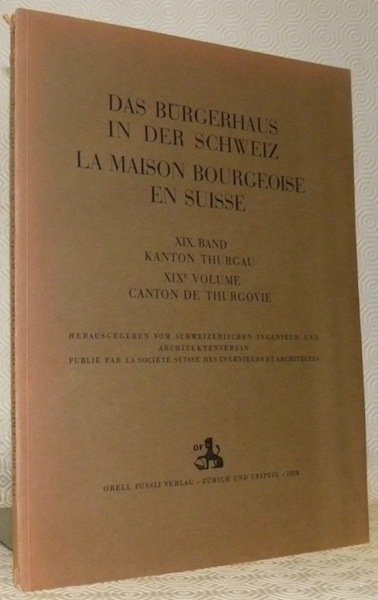 DAS BÜRGERHAUS
IN DER SCHWEIZ
LA MAISON BOURGEOISE
EN SUISSE
XIX. BAND
KANTON THURGAU
XIXE VOLUME
CANTON DE THURGOVIE
HERAUSGEGEBEN VOM SCHWEIZERISCHEN INGENIEUR- UND
ARCHITEKTENVEREIN
PUBLIÉ PAR LA SOCIÉTÉ SUISSE DES INGÉNIEURS ET ARCHITECTES
OF
ORELL FÜSSLI VERLAG - ZÜRICH UND LEIPZIG -